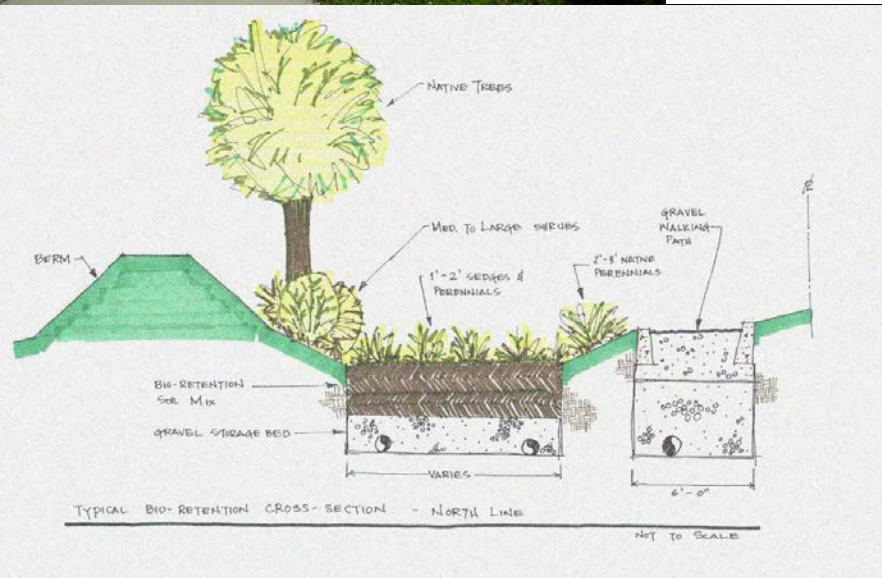 NATIVE TREES
GRAVEL
WALKING
PATH
MED. TO LARGE SHRUBS
BERM
1'-2' SEDGES &
PERENNIALS
2'-3' NATIVE
PERENNIALS
BIO-RETENTION
SOIL MIX
GRAVEL STORAGE BED
VARIES
6'-0"
TYPICAL BIO-RETENTION CROSS-SECTION - NORTH LINE
NOT TO SCALE